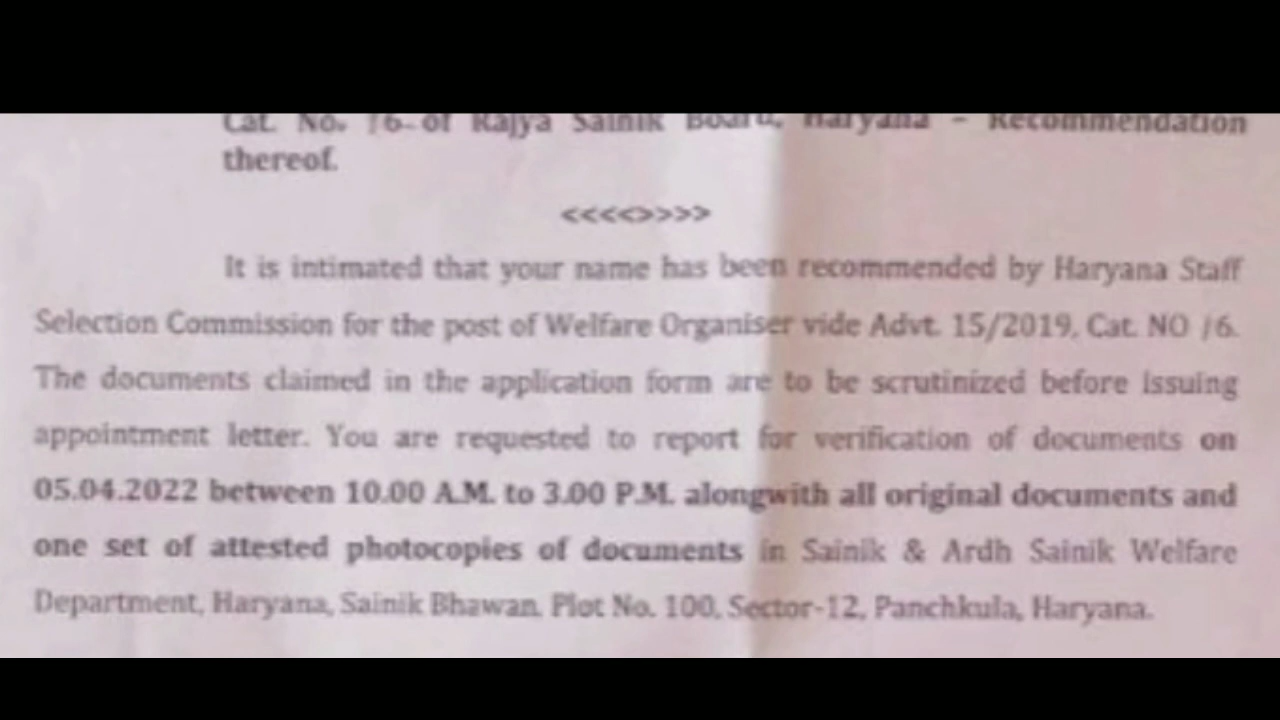 Cat. No. 16 of Rajya Sainik Board, Haryana – Recommendation
thereof.
<<<<>>>>
It is intimated that your name has been recommended by Haryana Staff
Selection Commission for the post of Welfare Organiser vide Advt. 15/2019, Cat. NO 16.
The documents claimed in the application form are to be scrutinized before issuing
appointment letter. You are requested to report for verification of documents on
05.04.2022 between 10.00 A.M. to 3.00 P.M. alongwith all original documents and
one set of attested photocopies of documents in Sainik & Ardh Sainik Welfare
Department, Haryana, Sainik Bhawan, Plot No. 100, Sector-12, Panchkula, Haryana.